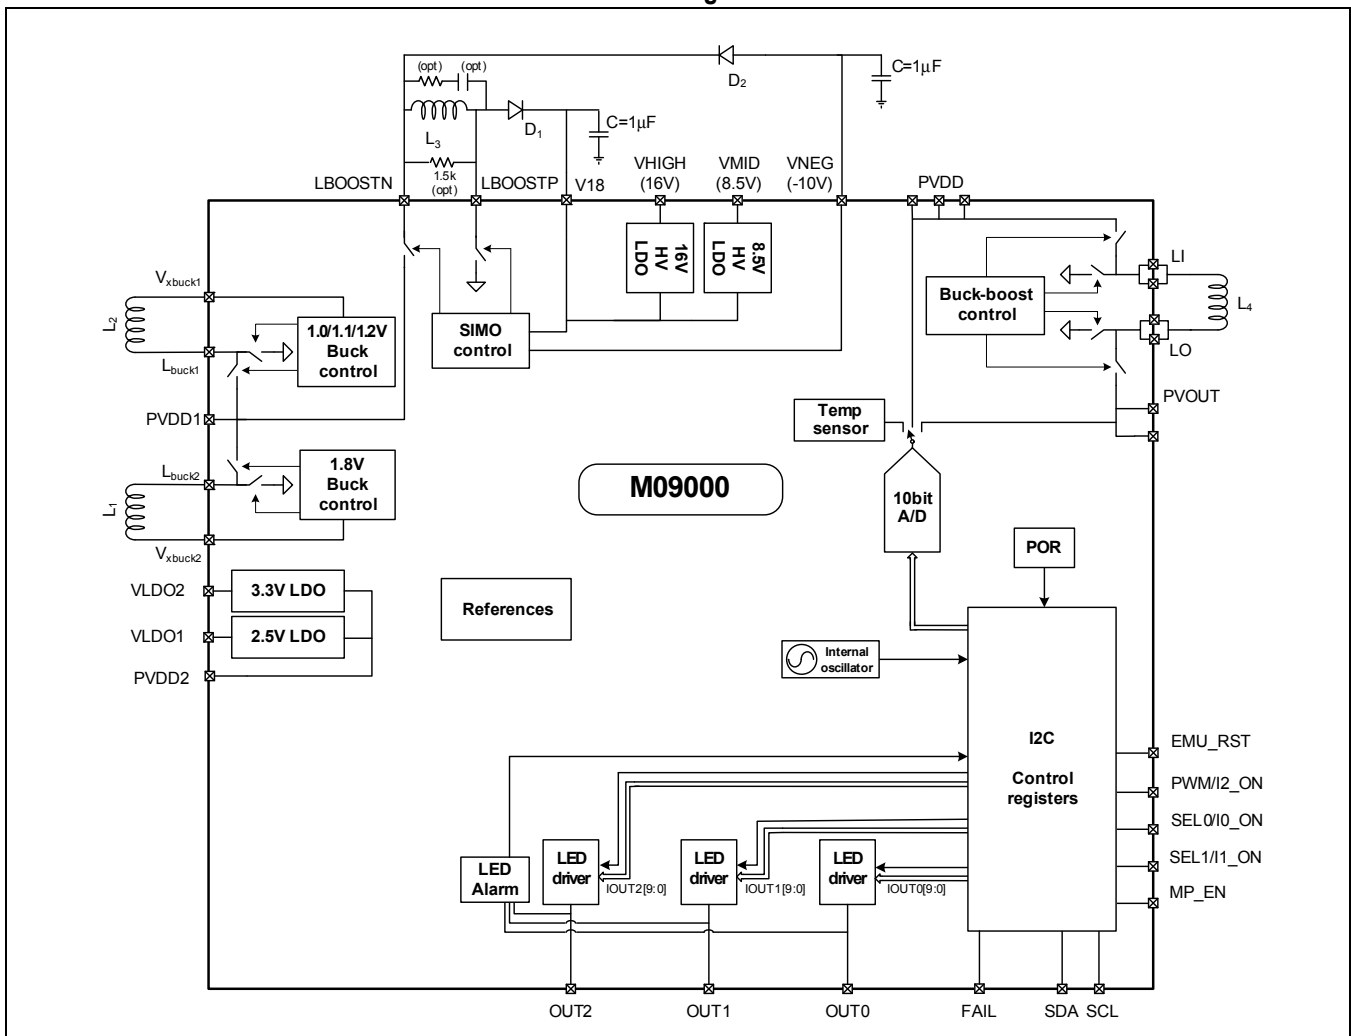 (opt) (opt)
D2
C=1µF
L3
D1
C=1µF
1.5k
(opt)
LBOOSTN
LBOOSTP
V18
VHIGH
(16V)
VMID
(8.5V)
VNEG
(-10V)
PVDD
16V
HV
LDO
8.5V
HV
LDO
SIMO
control
Buck-boost
control
LI
L4
LO
PVOUT
Vxbuck1
L2
1.0/1.1/1.2V
Buck
control
Lbuck1
PVDD1
Lbuck2
L1
1.8V
Buck
control
Vxbuck2
Temp
sensor
10bit
A/D
M09000
POR
VLDO2
3.3V LDO
VLDO1
2.5V LDO
PVDD2
References
Internal
oscillator
I2C
Control
registers
EMU_RST
PWM/I2_ON
SEL0/I0_ON
SEL1/I1_ON
MP_EN
LED
Alarm
LED
driver
IOUT2[9:0]
LED
driver
IOUT1[9:0]
LED
driver
IOUT0[9:0]
OUT2
OUT1
OUT0
FAIL
SDA
SCL